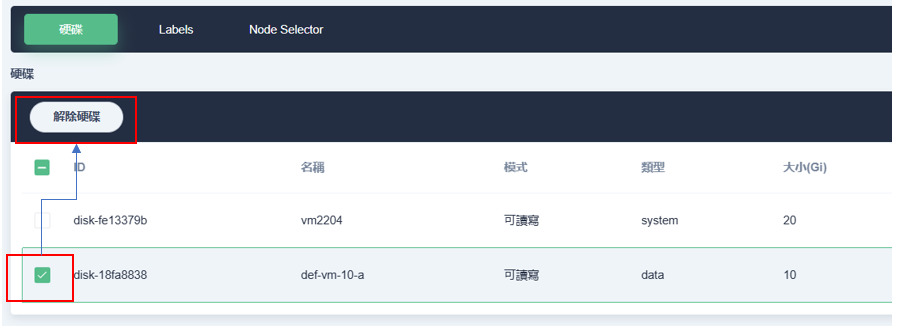 硬碟 Labels Node Selector
硬碟
解除硬碟
ID 名稱 模式 類型 大小(Gi)
disk-fe13379b vm2204 可讀寫 system 20
disk-18fa8838 def-vm-10-a 可讀寫 data 10